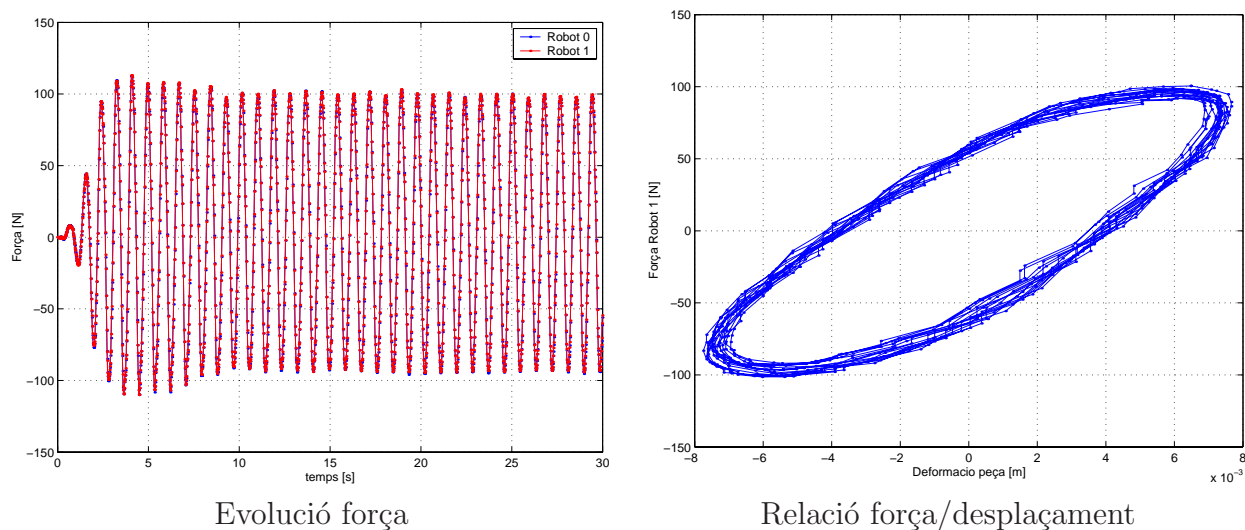 150
100
50
0
−50
−100
−150
Força [N]
Robot 0
Robot 1
0 5 10 15 20 25 30
temps [s]
Evolució força
150
100
50
0
−50
−100
−150
Força Robot 1 [N]
−8 −6 −4 −2 0 2 4 6 8
x 10⁻³
Deformacio peça [m]
Relació força/desplaçament